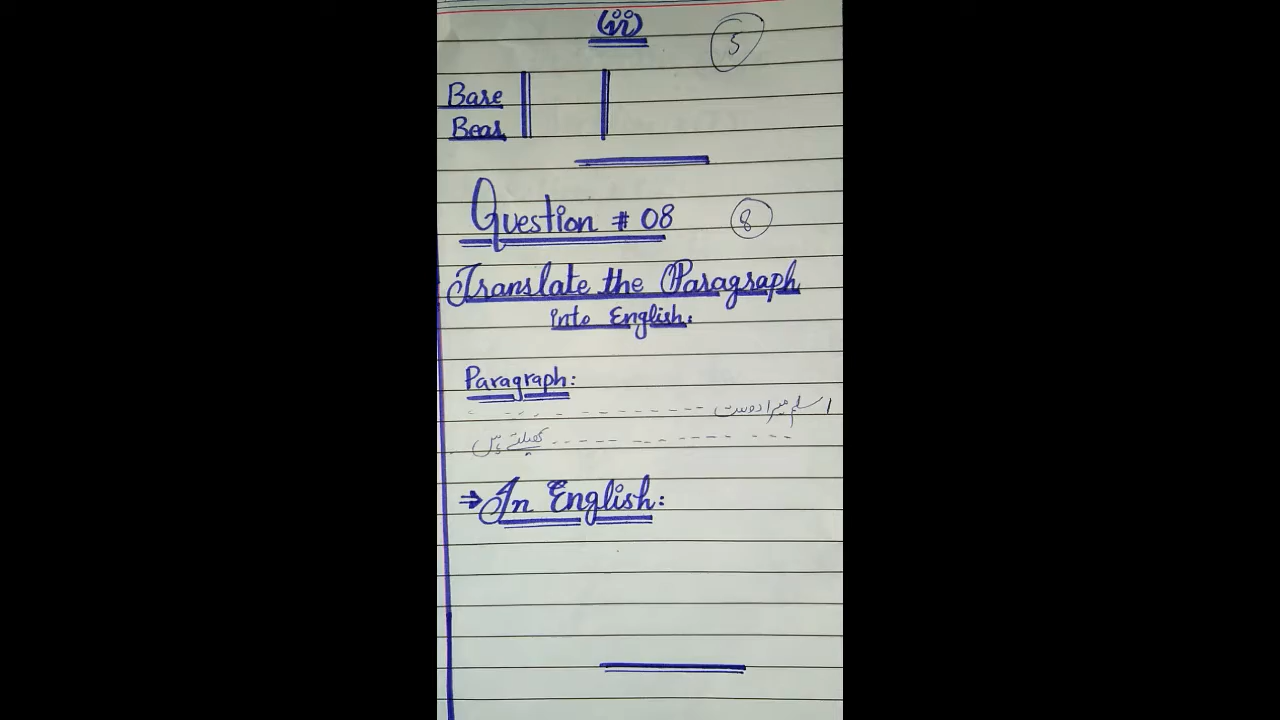 (vi)
5
Bare
Bear
Question # 08
8
Translate the Paragraph
into English.
Paragraph:
اسلم میرا دوست - - - - - - - - - - -
- - - - - - - - - - - - - کھیلتے ہیں
⇒ In English: